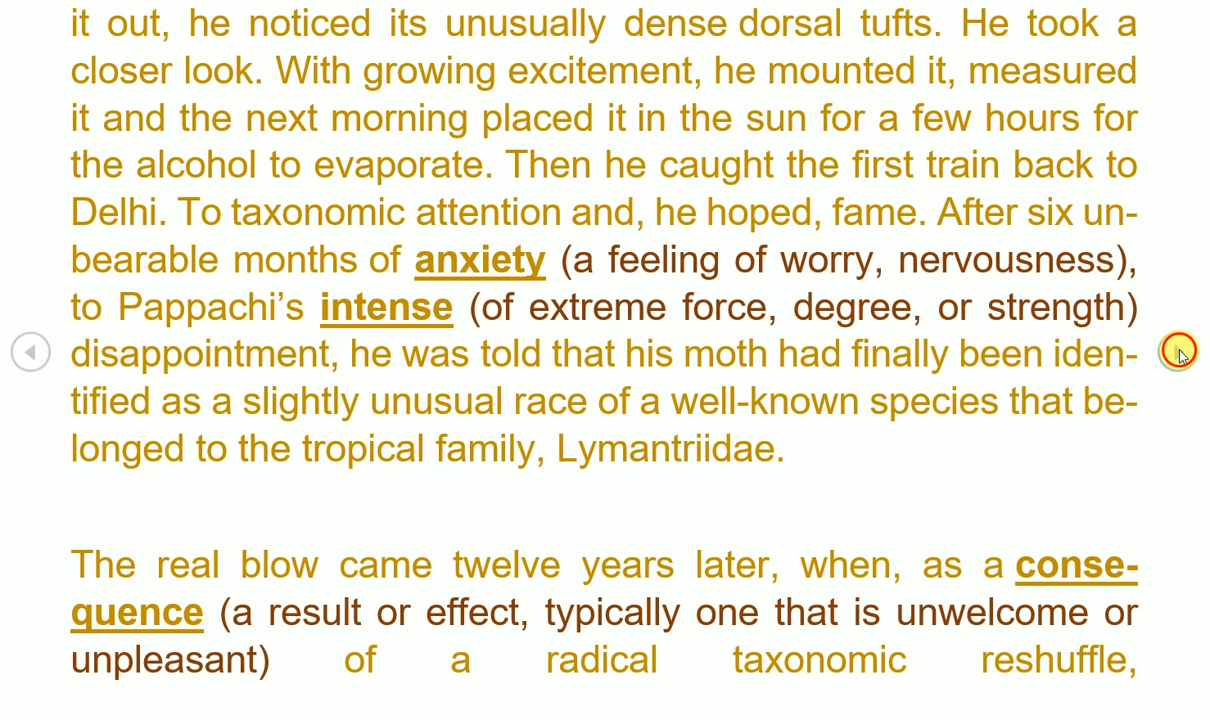 it out, he noticed its unusually dense dorsal tufts. He took a
closer look. With growing excitement, he mounted it, measured
it and the next morning placed it in the sun for a few hours for
the alcohol to evaporate. Then he caught the first train back to
Delhi. To taxonomic attention and, he hoped, fame. After six un-
bearable months of anxiety (a feeling of worry, nervousness),
to Pappachi’s intense (of extreme force, degree, or strength)
disappointment, he was told that his moth had finally been iden-
tified as a slightly unusual race of a well-known species that be-
longed to the tropical family, Lymantriidae.
The real blow came twelve years later, when, as a conse-
quence (a result or effect, typically one that is unwelcome or
unpleasant) of a radical taxonomic reshuffle,